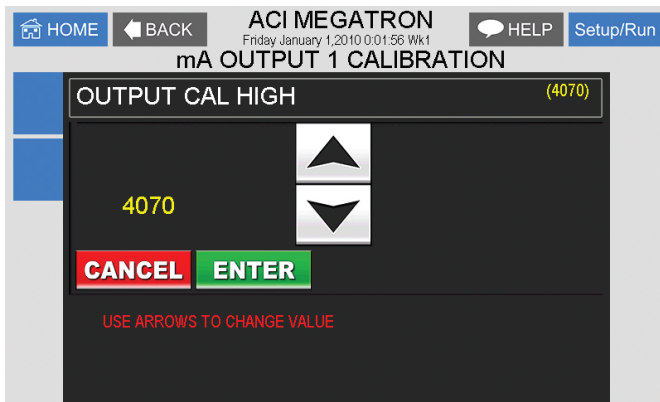 HOME
BACK
ACI MEGATRON
Friday January 1,2010 0:01:56 Wk1
HELP
Setup/Run
mA OUTPUT 1 CALIBRATION
OUTPUT CAL HIGH
(4070)
4070
CANCEL
ENTER
USE ARROWS TO CHANGE VALUE